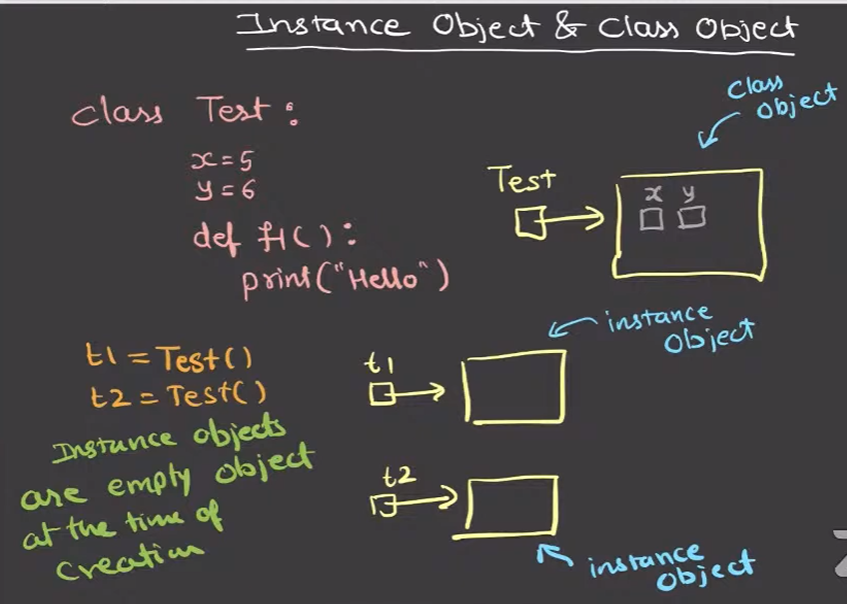 Instance Object & Class Object
class Test:
x=5
y=6
def f1():
print("Hello")
Class Object
Test
x y
t1 = Test()
t2 = Test()
Instance objects
are empty object
at the time of
creation
instance
object
t1
t2
instance
object